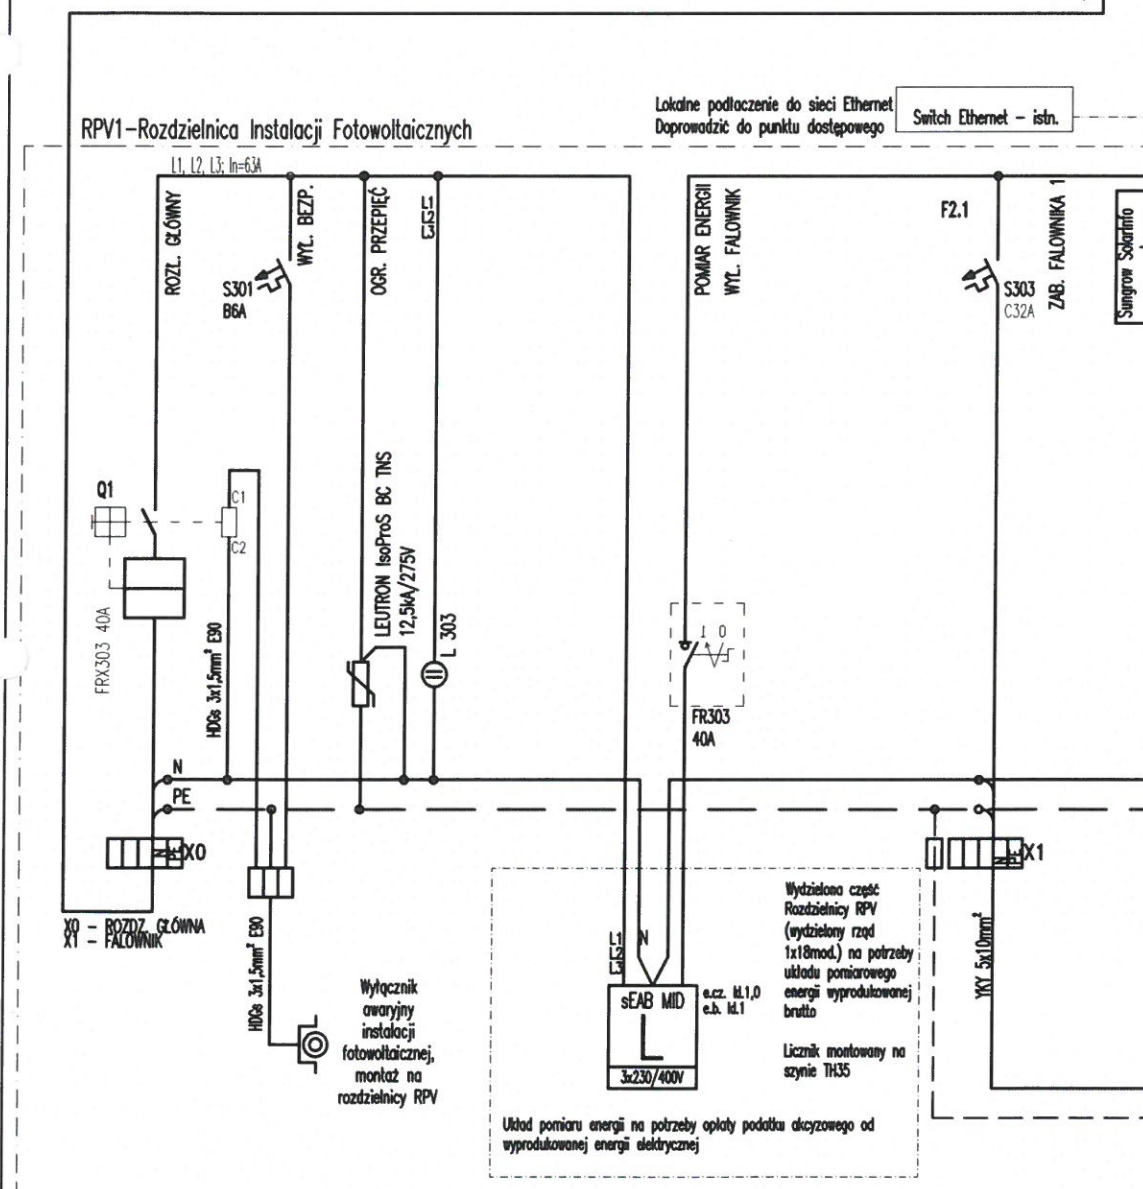 Lokalne podłaczenie do sieci Ethernet
Doprowadzić do punktu dostępowego
Switch Ethernet - istn.
RPV1-Rozdzielnica Instalacji Fotowoltaicznych
L1, L2, L3; In=63A
ROZŁ. GŁÓWNY
WYŁ. BEZP.
S301
B6A
OGR. PRZEPIĘĆ
L1
L2
L3
POMIAR ENERGII
WYŁ. FALOWNIK
F2.1
ZAB. FALOWNIKA 1
S303
C32A
Sungrow SolarInfo
Q1
C1
C2
FRX303 40A
HDGs 3x1,5mm² E90
LEUTRON IsoProS BC TNS
12,5kA/275V
L 303
I 0
FR303
40A
N
PE
N
PE
X0
X0 - ROZDZ. GŁÓWNA
X1 - FALOWNIK
HDGs 3x1,5mm² E90
Wyłącznik
awaryjny
instalacji
fotowoltaicznej,
montaż na
rozdzielnicy RPV
L1
L2
L3
N
sEAB MID
L
3x230/400V
e.cz. kl.1,0
e.b. kl.1
Wydzielona część
Rozdzielnicy RPV
(wydzielony rząd
1x18mod.) na potrzeby
układu pomiarowego
energii wyprodukowanej
brutto
Licznik montowany na
szynie TH35
Układ pomiaru energii na potrzeby opłaty podatku akcyzowego od
wyprodukowanej energii elektrycznej
N
PE
X1
YKY 5x10mm²